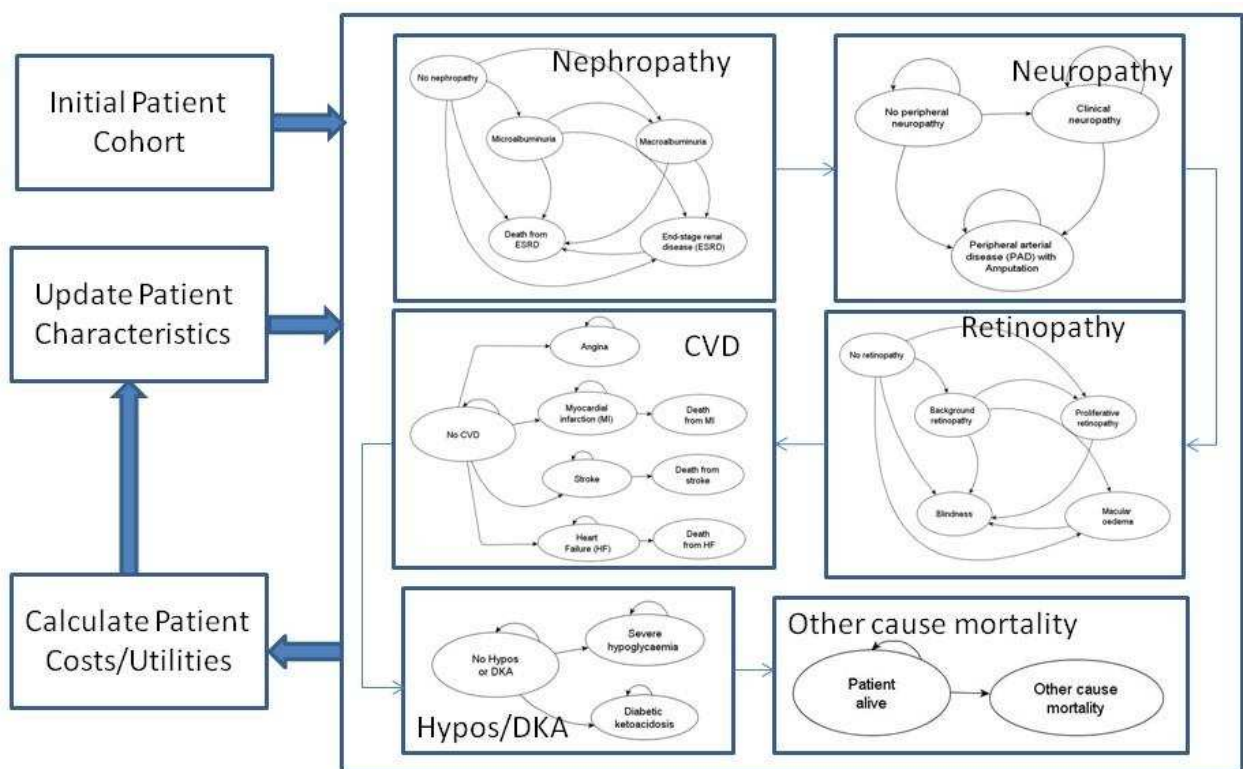 Initial Patient
Cohort
Update Patient
Characteristics
Calculate Patient
Costs/Utilities
Nephropathy
No nephropathy
Microalbuminuria
Macroalbuminuria
Death from
ESRD
End-stage renal
disease (ESRD)
Neuropathy
No peripheral
neuropathy
Clinical
neuropathy
Peripheral arterial
disease (PAD) with
Amputation
CVD
Angina
No CVD
Myocardial
infarction (MI)
Death
from MI
Stroke
Death from
stroke
Heart
Failure (HF)
Death
from HF
Retinopathy
No retinopathy
Background
retinopathy
Proliferative
retinopathy
Blindness
Macular
oedema
Hypos/DKA
No Hypos
or DKA
Severe
hypoglycaemia
Diabetic
ketoacidosis
Other cause mortality
Patient
alive
Other cause
mortality